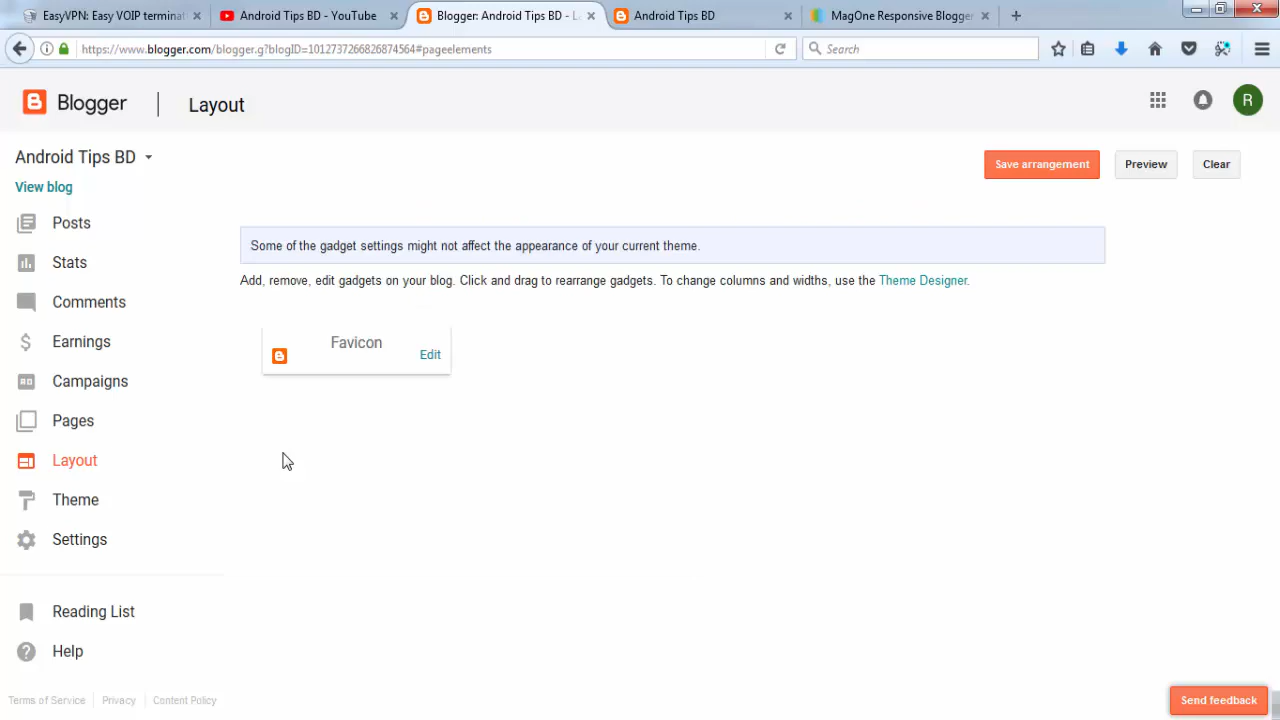 EasyVPN: Easy VOIP terminat
Android Tips BD - YouTube
Blogger: Android Tips BD - L
Android Tips BD
MagOne Responsive Blogger
https://www.blogger.com/blogger.g?blogID=1012737266826874564#pageelements
Search
Blogger
Layout
R
Android Tips BD
Save arrangement
Preview
Clear
View blog
Posts
Some of the gadget settings might not affect the appearance of your current theme.
Stats
Add, remove, edit gadgets on your blog. Click and drag to rearrange gadgets. To change columns and widths, use the Theme Designer.
Comments
Earnings
Favicon
Edit
Campaigns
Pages
Layout
Theme
Settings
Reading List
Help
Terms of Service
Privacy
Content Policy
Send feedback